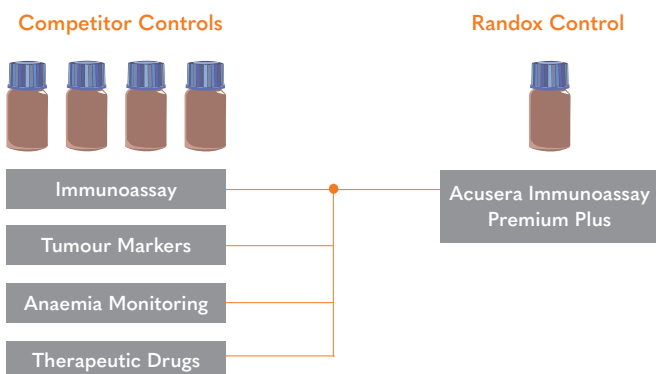 Competitor Controls
Randox Control
Immunoassay
Acusera Immunoassay
Premium Plus
Tumour Markers
Anaemia Monitoring
Therapeutic Drugs